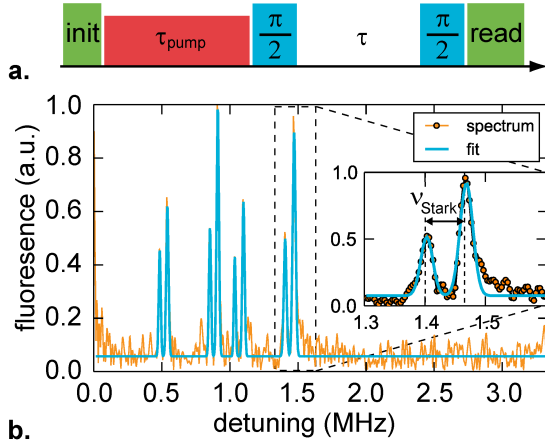 init τpump π/2 τ π/2 read
a.
fluoresence (a.u.)
1.0
0.8
0.6
0.4
0.2
0.0
spectrum
fit
νStark
1.0
0.5
0.0
1.3 1.4 1.5
0.0 0.5 1.0 1.5 2.0 2.5 3.0
detuning (MHz)
b.